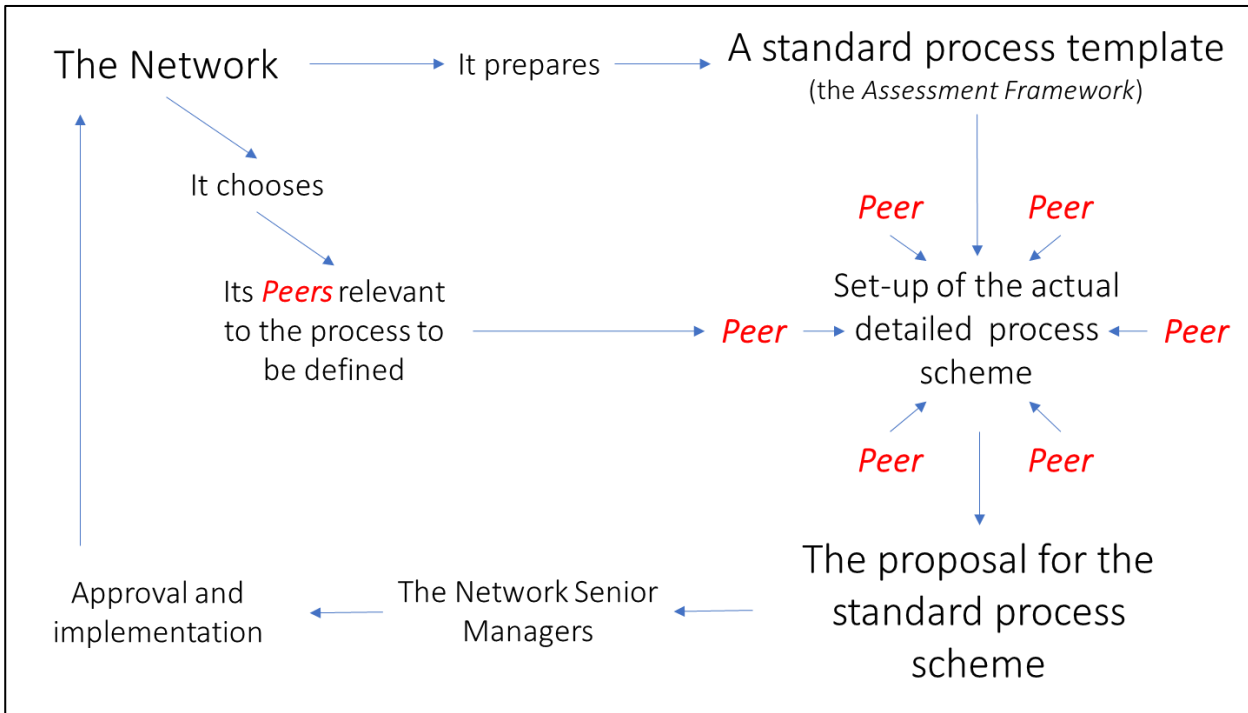 The Network
It prepares
A standard process template
(the Assessment Framework)
It chooses
Peer
Peer
Its Peers relevant
to the process to
be defined
Peer
Set-up of the actual
detailed process
scheme
Peer
Peer
Peer
The proposal for the
standard process
scheme
The Network Senior
Managers
Approval and
implementation